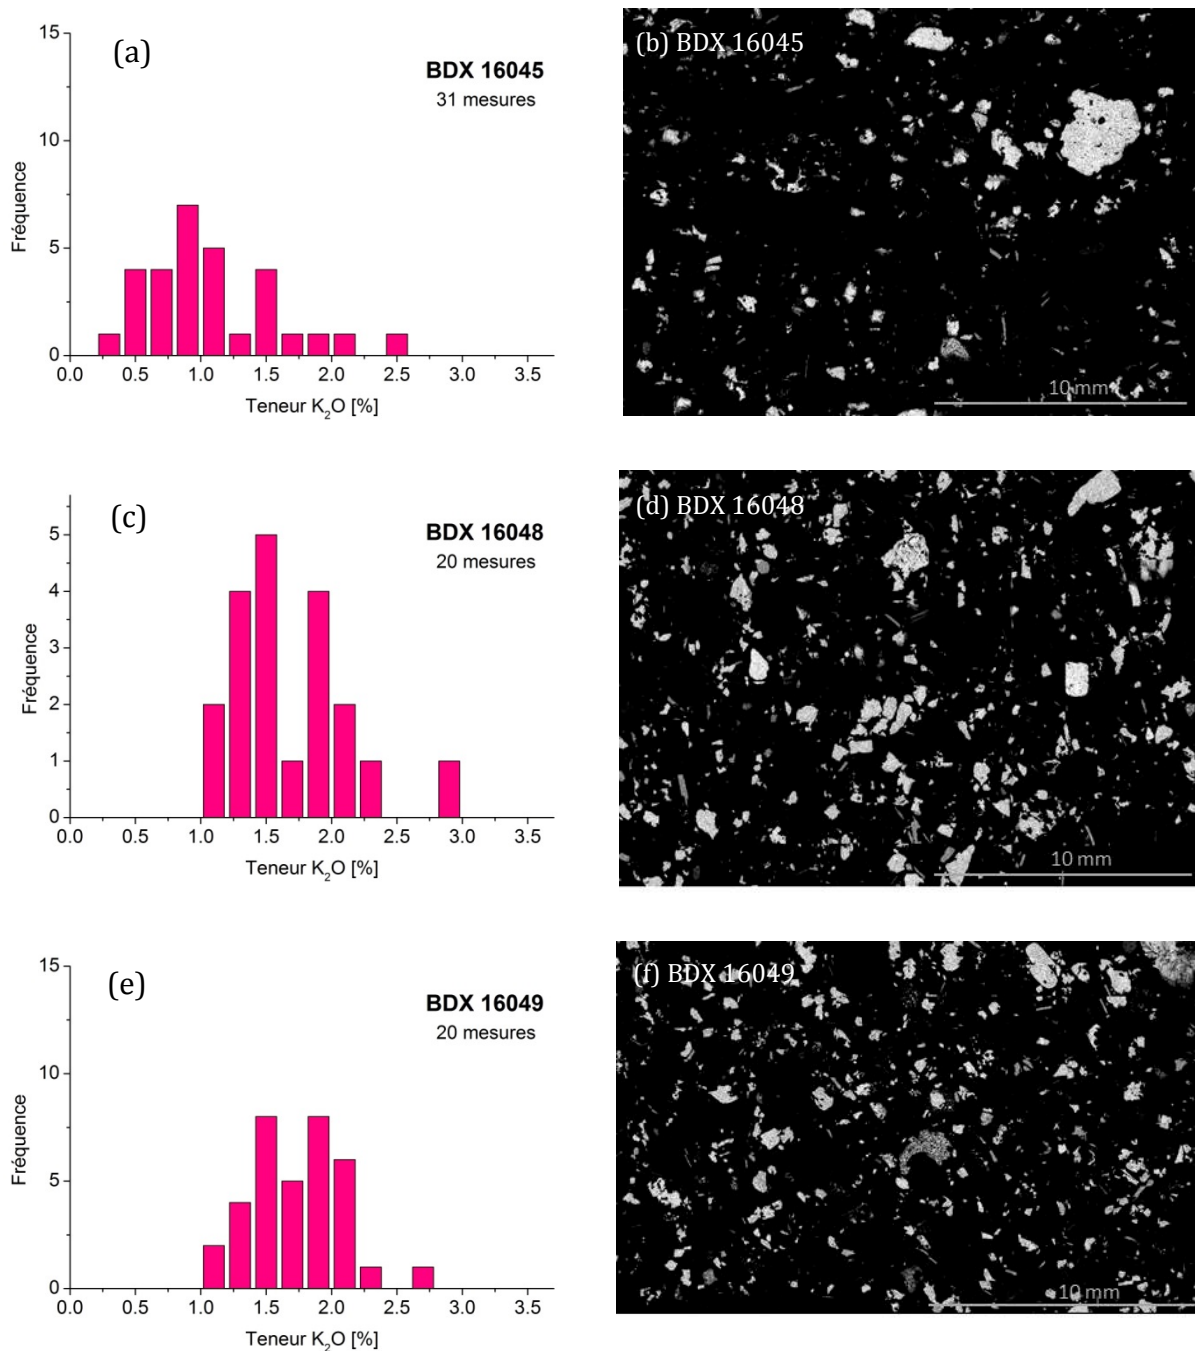 (a)
BDX 16045
31 mesures
15
10
5
0
Fréquence
0.0 0.5 1.0 1.5 2.0 2.5 3.0 3.5
Teneur K₂O [%]
(b) BDX 16045
10 mm
(c)
BDX 16048
20 mesures
5
4
3
2
1
0
Fréquence
0.0 0.5 1.0 1.5 2.0 2.5 3.0 3.5
Teneur K₂O [%]
(d) BDX 16048
10 mm
(e)
BDX 16049
20 mesures
15
10
5
0
Fréquence
0.0 0.5 1.0 1.5 2.0 2.5 3.0 3.5
Teneur K₂O [%]
(f) BDX 16049
10 mm